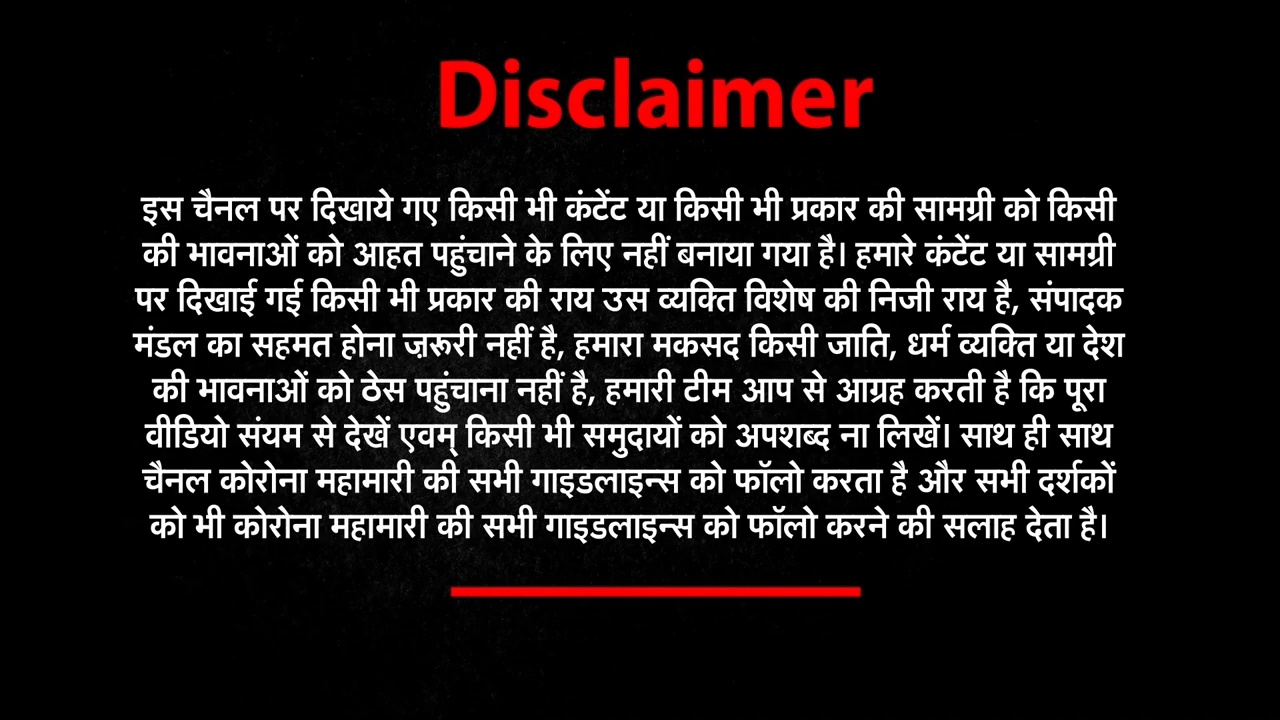 Disclaimer
इस चैनल पर दिखाये गए किसी भी कंटेंट या किसी भी प्रकार की सामग्री को किसी
की भावनाओं को आहत पहुंचाने के लिए नहीं बनाया गया है। हमारे कंटेंट या सामग्री
पर दिखाई गई किसी भी प्रकार की राय उस व्यक्ति विशेष की निजी राय है, संपादक
मंडल का सहमत होना ज़रूरी नहीं है, हमारा मकसद किसी जाति, धर्म व्यक्ति या देश
की भावनाओं को ठेस पहुंचाना नहीं है, हमारी टीम आप से आग्रह करती है कि पूरा
वीडियो संयम से देखें एवम् किसी भी समुदायों को अपशब्द ना लिखें। साथ ही साथ
चैनल कोरोना महामारी की सभी गाइडलाइन्स को फॉलो करता है और सभी दर्शकों
को भी कोरोना महामारी की सभी गाइडलाइन्स को फॉलो करने की सलाह देता है।